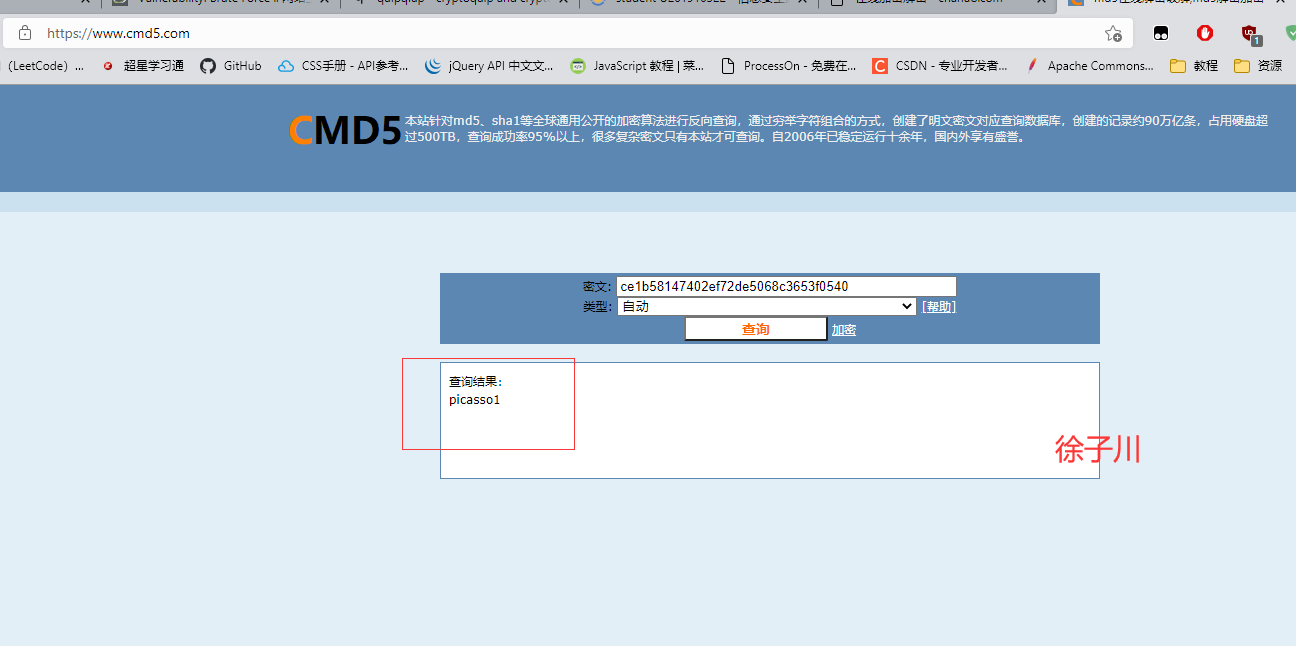 https://www.cmd5.com
1
(LeetCode) ... 超星学习通 GitHub CSS手册 - API参考... jQuery API 中文文... JavaScript 教程 | 菜... ProcessOn - 免费在... CSDN - 专业开发者... Apache Commons... 教程 资源
CMD5
本站针对md5、sha1等全球通用公开的加密算法进行反向查询，通过穷举字符组合的方式，创建了明文密文对应查询数据库，创建的记录约90万亿条，占用硬盘超
过500TB，查询成功率95%以上，很多复杂密文只有本站才可查询。自2006年已稳定运行十余年，国内外享有盛誉。
密文: ce1b58147402ef72de5068c3653f0540
类型: 自动 [帮助]
查询 加密
查询结果:
picasso1
徐子川